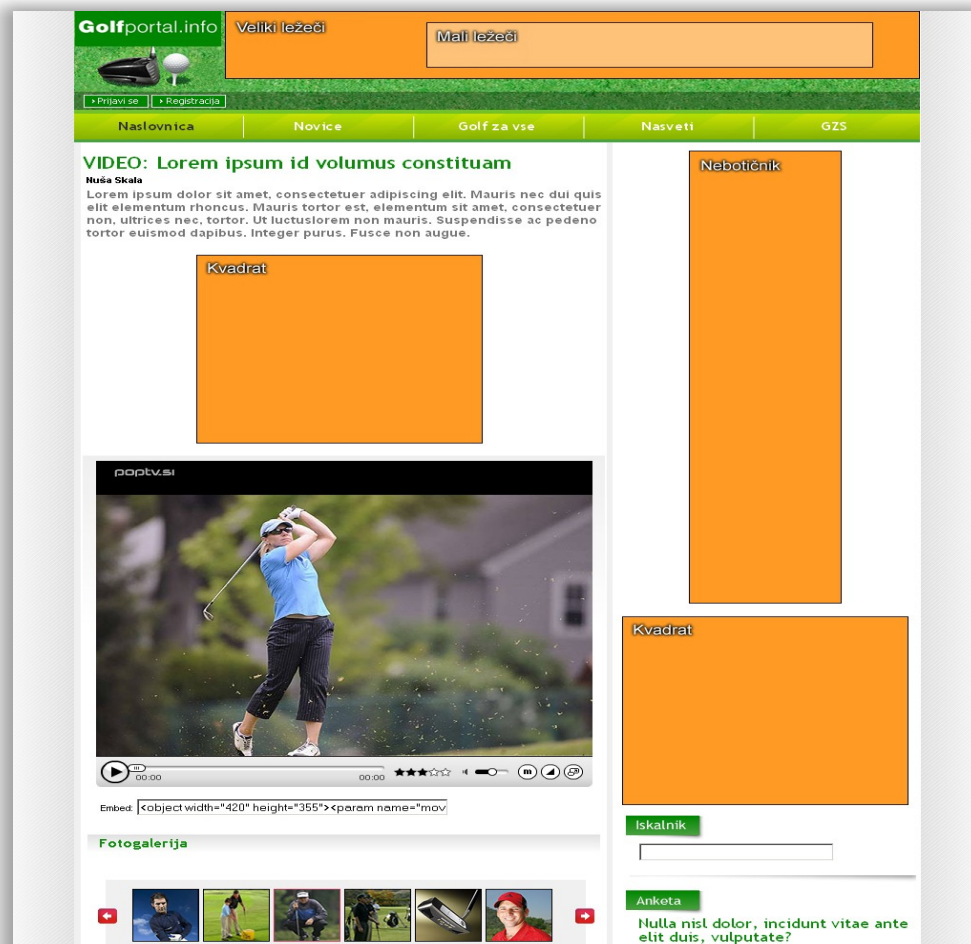 Golfportal.info
Veliki ležeči
Mali ležeči
Prijavi se
Registracija
Naslovnica
Novice
Golf za vse
Nasveti
GZS
VIDEO: Lorem ipsum id volumus constituam
Nuša Skala
Lorem ipsum dolor sit amet, consectetuer adipiscing elit. Mauris nec dui quis
elit elementum rhoncus. Mauris tortor est, elementum sit amet, consectetuer
non, ultrices nec, tortor. Ut luctuslorem non mauris. Suspendisse ac pedeno
tortor euismod dapibus. Integer purus. Fusce non augue.
Kvadrat
poptv.si
00:00
00:00
m
Embed: <object width="420" height="355"><param name="mov
Fotogalerija
Nebotičnik
Kvadrat
Iskalnik
Anketa
Nulla nisl dolor, incidunt vitae ante
elit duis, vulputate?